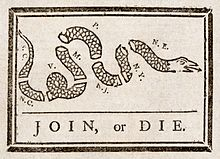 P.
N. E.
M.
V.
N. Y.
N. J.
N. C.
S. C.
JOIN, or DIE.